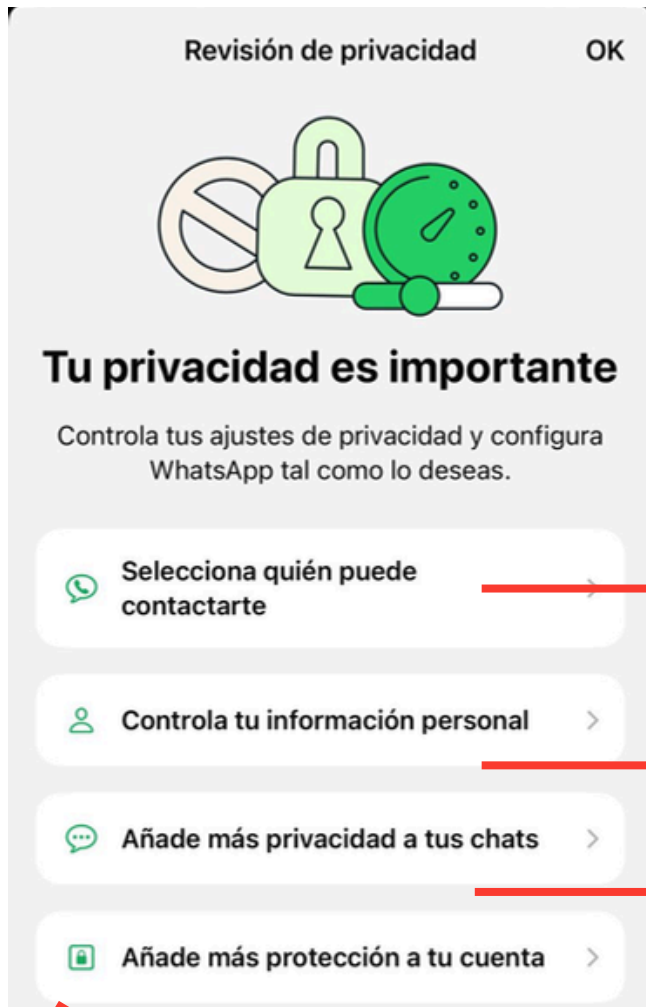 Revisión de privacidad OK
Tu privacidad es importante
Controla tus ajustes de privacidad y configura
WhatsApp tal como lo deseas.
Selecciona quién puede
contactarte
Controla tu información personal
Añade más privacidad a tus chats
Añade más protección a tu cuenta